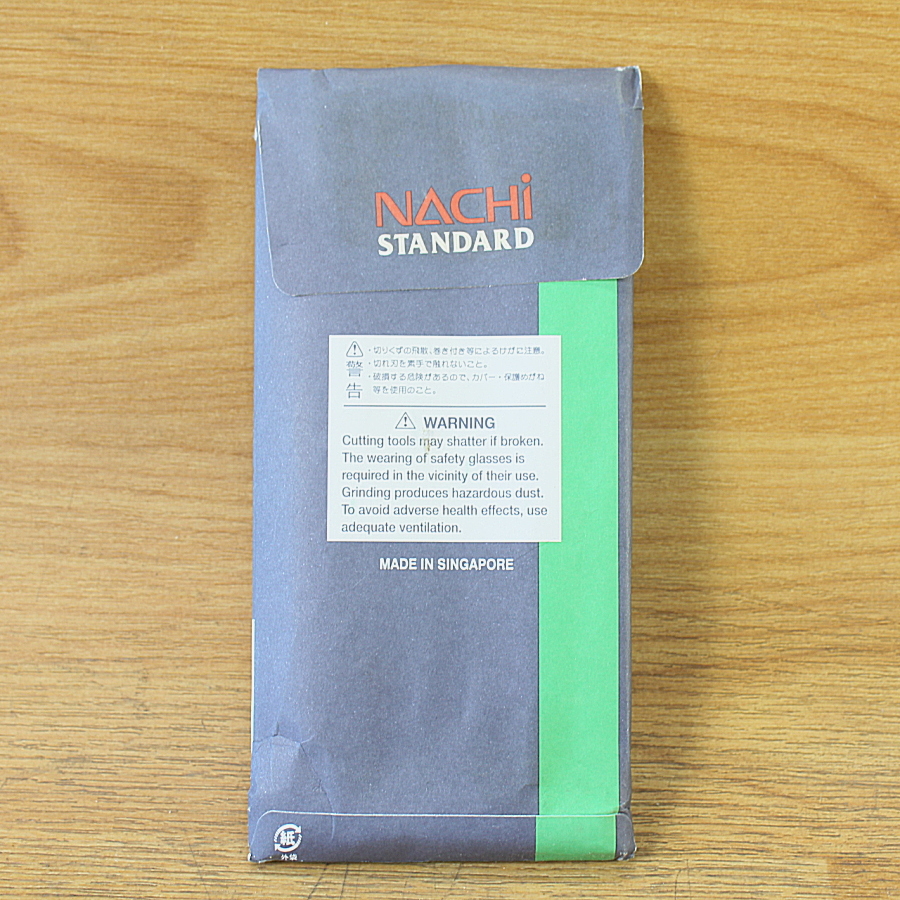 NACHi
STANDARD
・切りくずの飛散、巻き付き等によるけがに注意。
警告
・切れ刃を素手で触れないこと。
・破損する危険があるので、カバー・保護めがね
等を使用のこと。
WARNING
Cutting tools may shatter if broken.
The wearing of safety glasses is
required in the vicinity of their use.
Grinding produces hazardous dust.
To avoid adverse health effects, use
adequate ventilation.
MADE IN SINGAPORE
紙
外袋